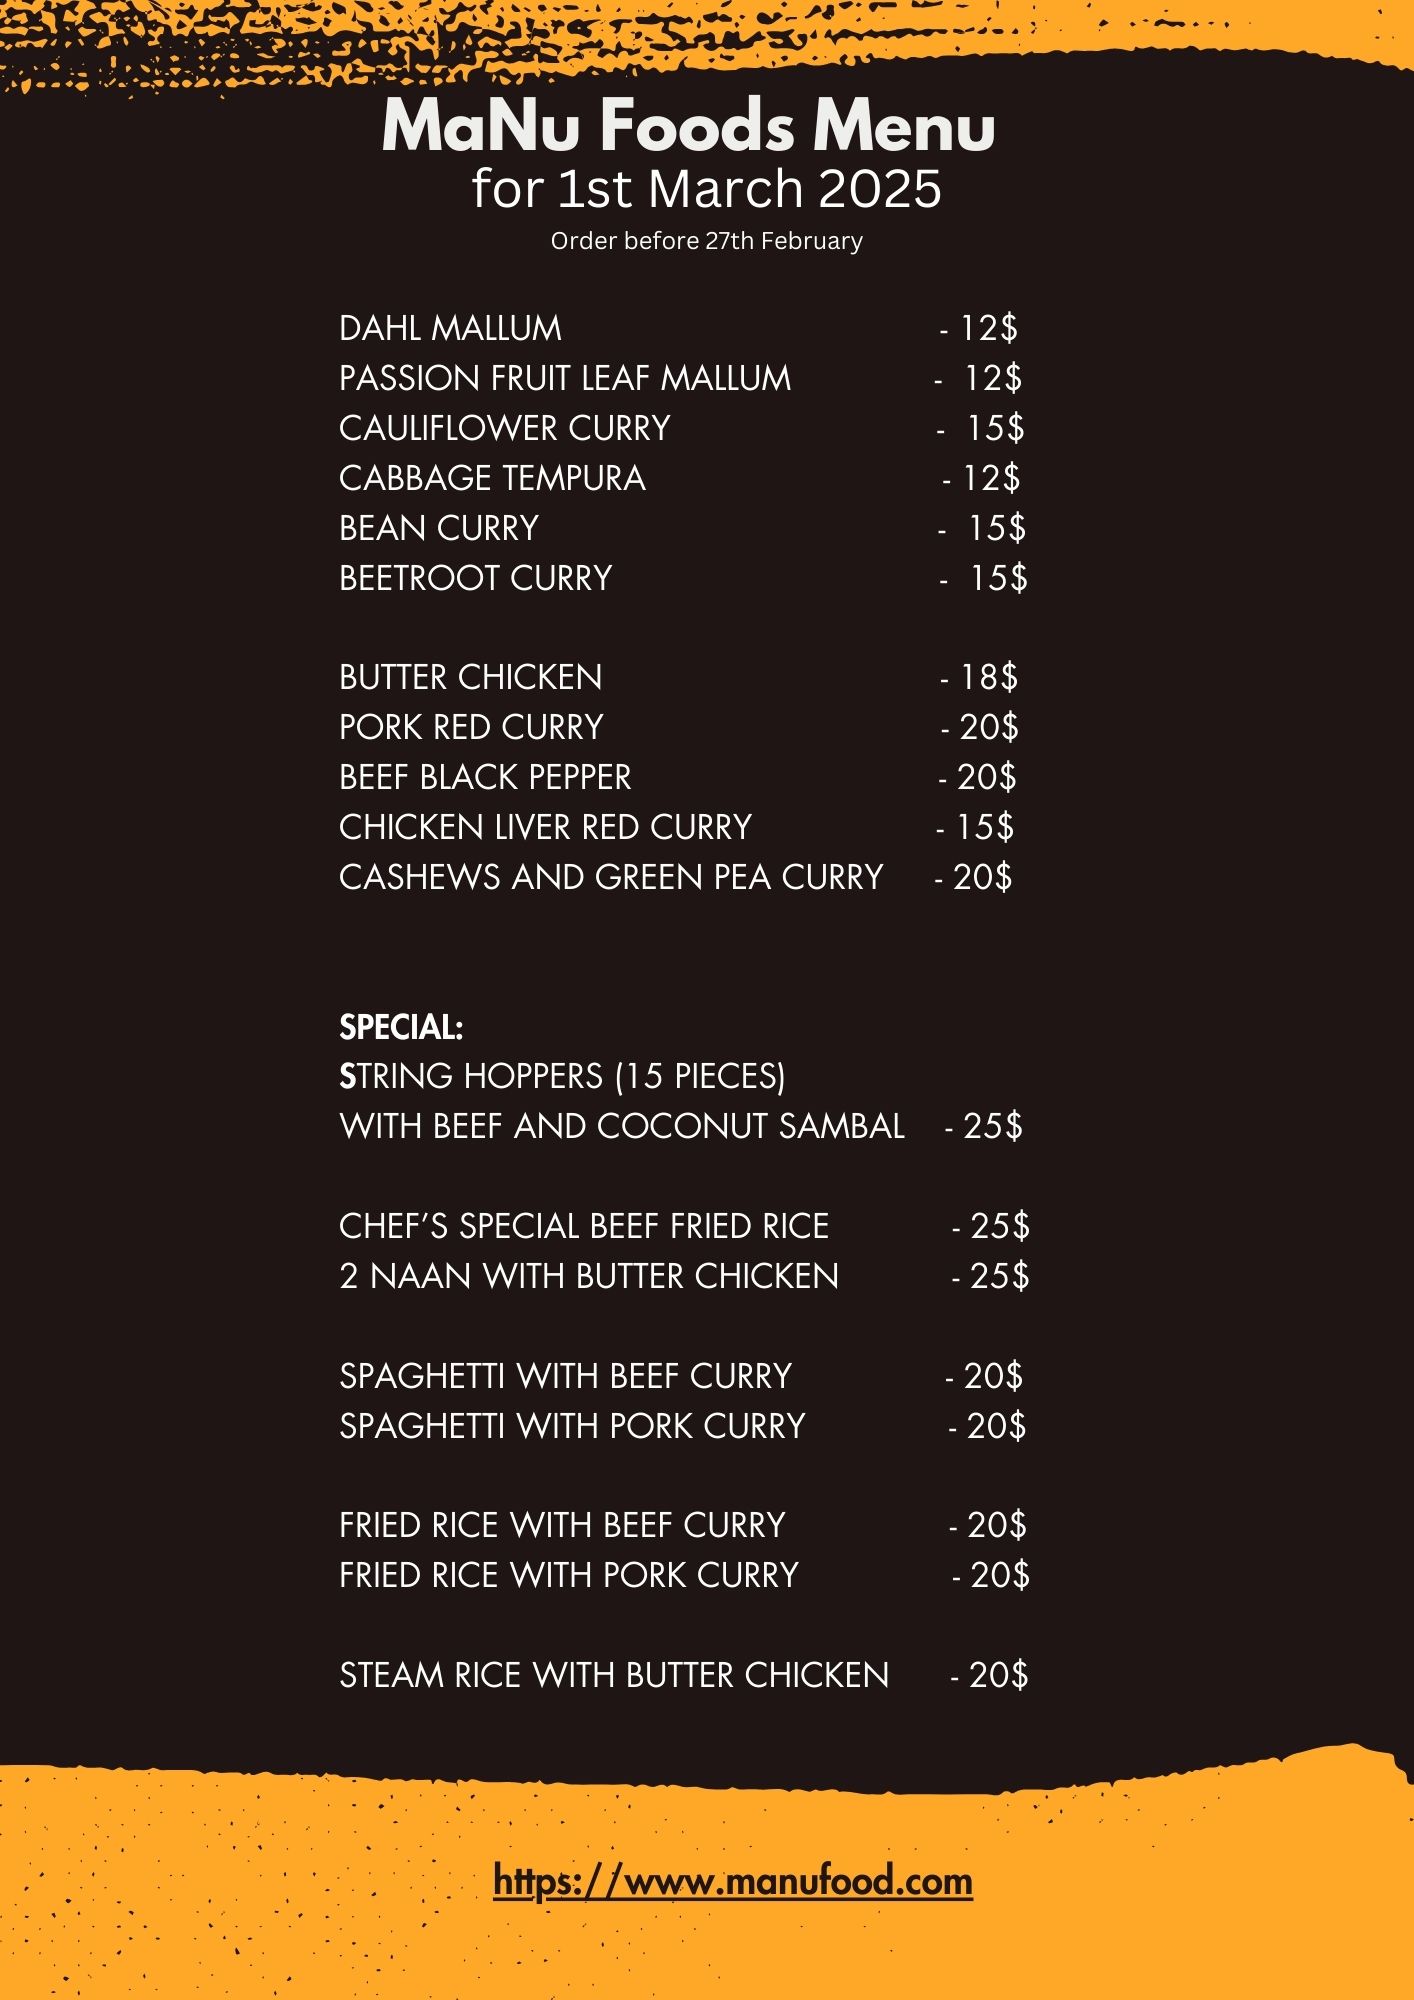 MaNu Foods Menu
for 1st March 2025
Order before 27th February
DAHL MALLUM - 12$
PASSION FRUIT LEAF MALLUM - 12$
CAULIFLOWER CURRY - 15$
CABBAGE TEMPURA - 12$
BEAN CURRY - 15$
BEETROOT CURRY - 15$
BUTTER CHICKEN - 18$
PORK RED CURRY - 20$
BEEF BLACK PEPPER - 20$
CHICKEN LIVER RED CURRY - 15$
CASHEWS AND GREEN PEA CURRY - 20$
SPECIAL:
STRING HOPPERS (15 PIECES)
WITH BEEF AND COCONUT SAMBAL - 25$
CHEF’S SPECIAL BEEF FRIED RICE - 25$
2 NAAN WITH BUTTER CHICKEN - 25$
SPAGHETTI WITH BEEF CURRY - 20$
SPAGHETTI WITH PORK CURRY - 20$
FRIED RICE WITH BEEF CURRY - 20$
FRIED RICE WITH PORK CURRY - 20$
STEAM RICE WITH BUTTER CHICKEN - 20$
https://www.manufood.com